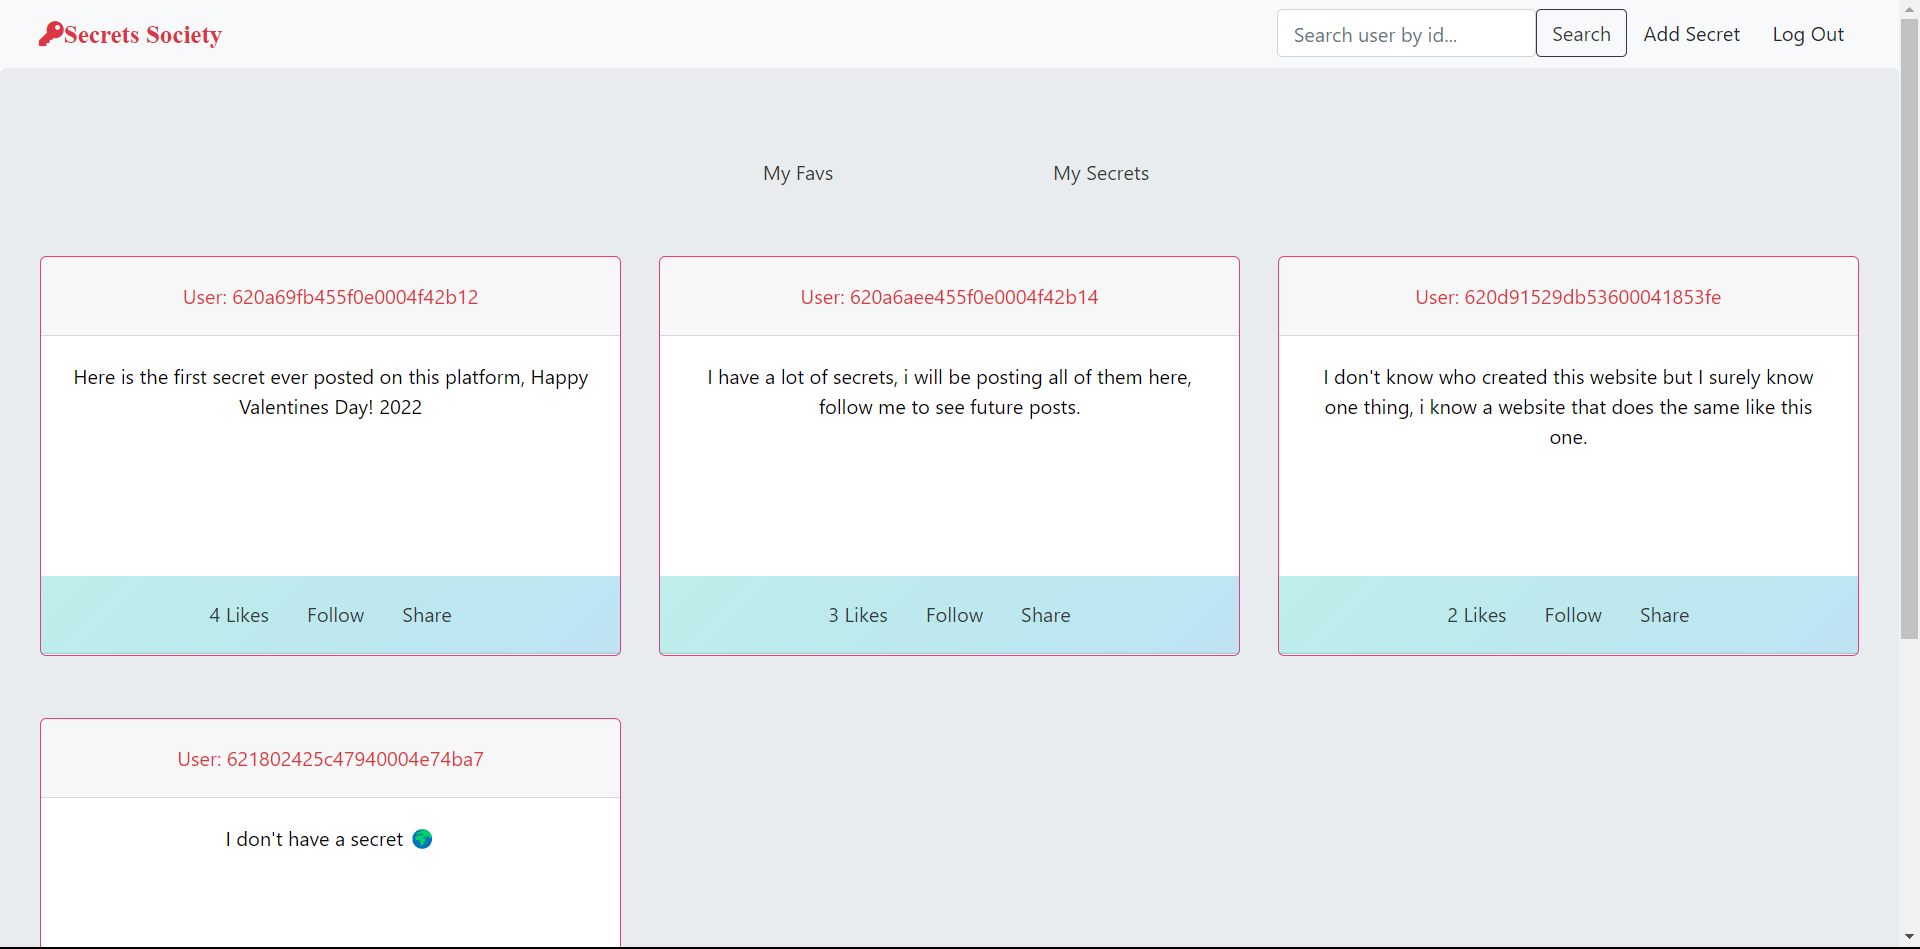 Secrets Society
Search user by id...
Search
Add Secret
Log Out
My Favs
My Secrets
User: 620a69fb455f0e0004f42b12
Here is the first secret ever posted on this platform, Happy
Valentines Day! 2022
4 Likes
Follow
Share
User: 620a6aee455f0e0004f42b14
I have a lot of secrets, i will be posting all of them here,
follow me to see future posts.
3 Likes
Follow
Share
User: 620d91529db53600041853fe
I don't know who created this website but I surely know
one thing, i know a website that does the same like this
one.
2 Likes
Follow
Share
User: 621802425c47940004e74ba7
I don't have a secret 🌍